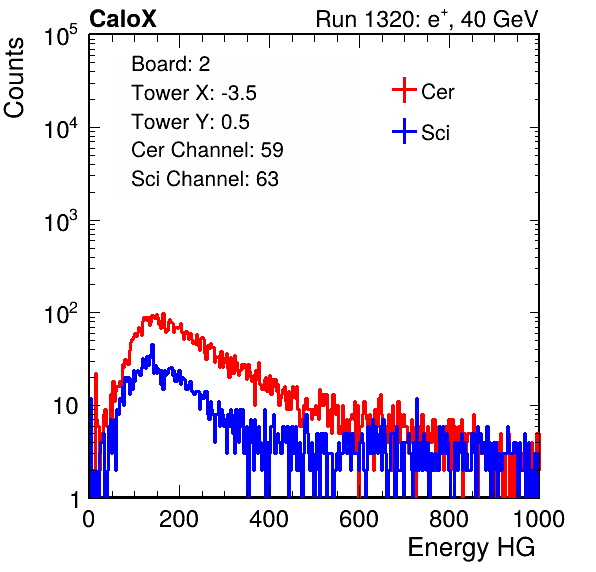 CaloX
Run 1320: e⁺, 40 GeV
Counts
10⁵
10⁴
10³
10²
10
1
Board: 2
Tower X: -3.5
Tower Y: 0.5
Cer Channel: 59
Sci Channel: 63
Cer
Sci
0 200 400 600 800 1000
Energy HG